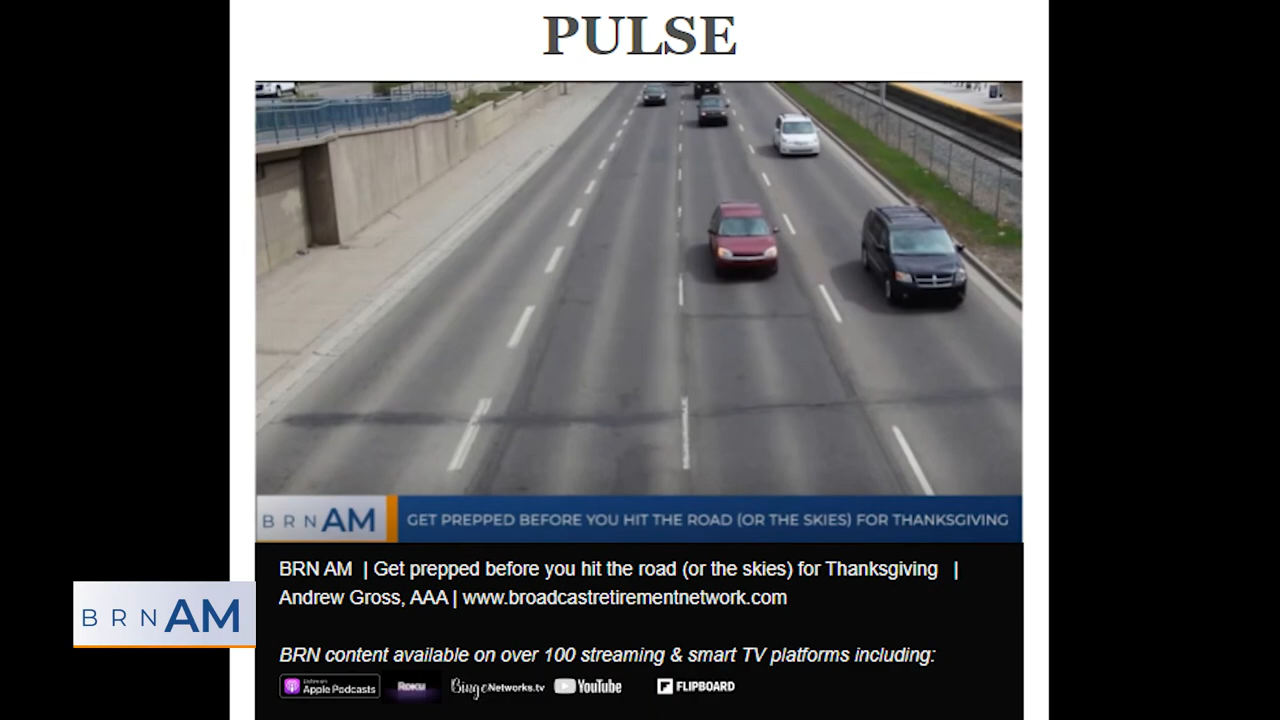 PULSE
BRN AM
GET PREPPED BEFORE YOU HIT THE ROAD (OR THE SKIES) FOR THANKSGIVING
BRN AM | Get prepped before you hit the road (or the skies) for Thanksgiving |
Andrew Gross, AAA | www.broadcastretirementnetwork.com
BRN AM
BRN content available on over 100 streaming & smart TV platforms including:
Listen on
Apple Podcasts
ROKU
BingeNetworks.tv
YouTube
FLIPBOARD